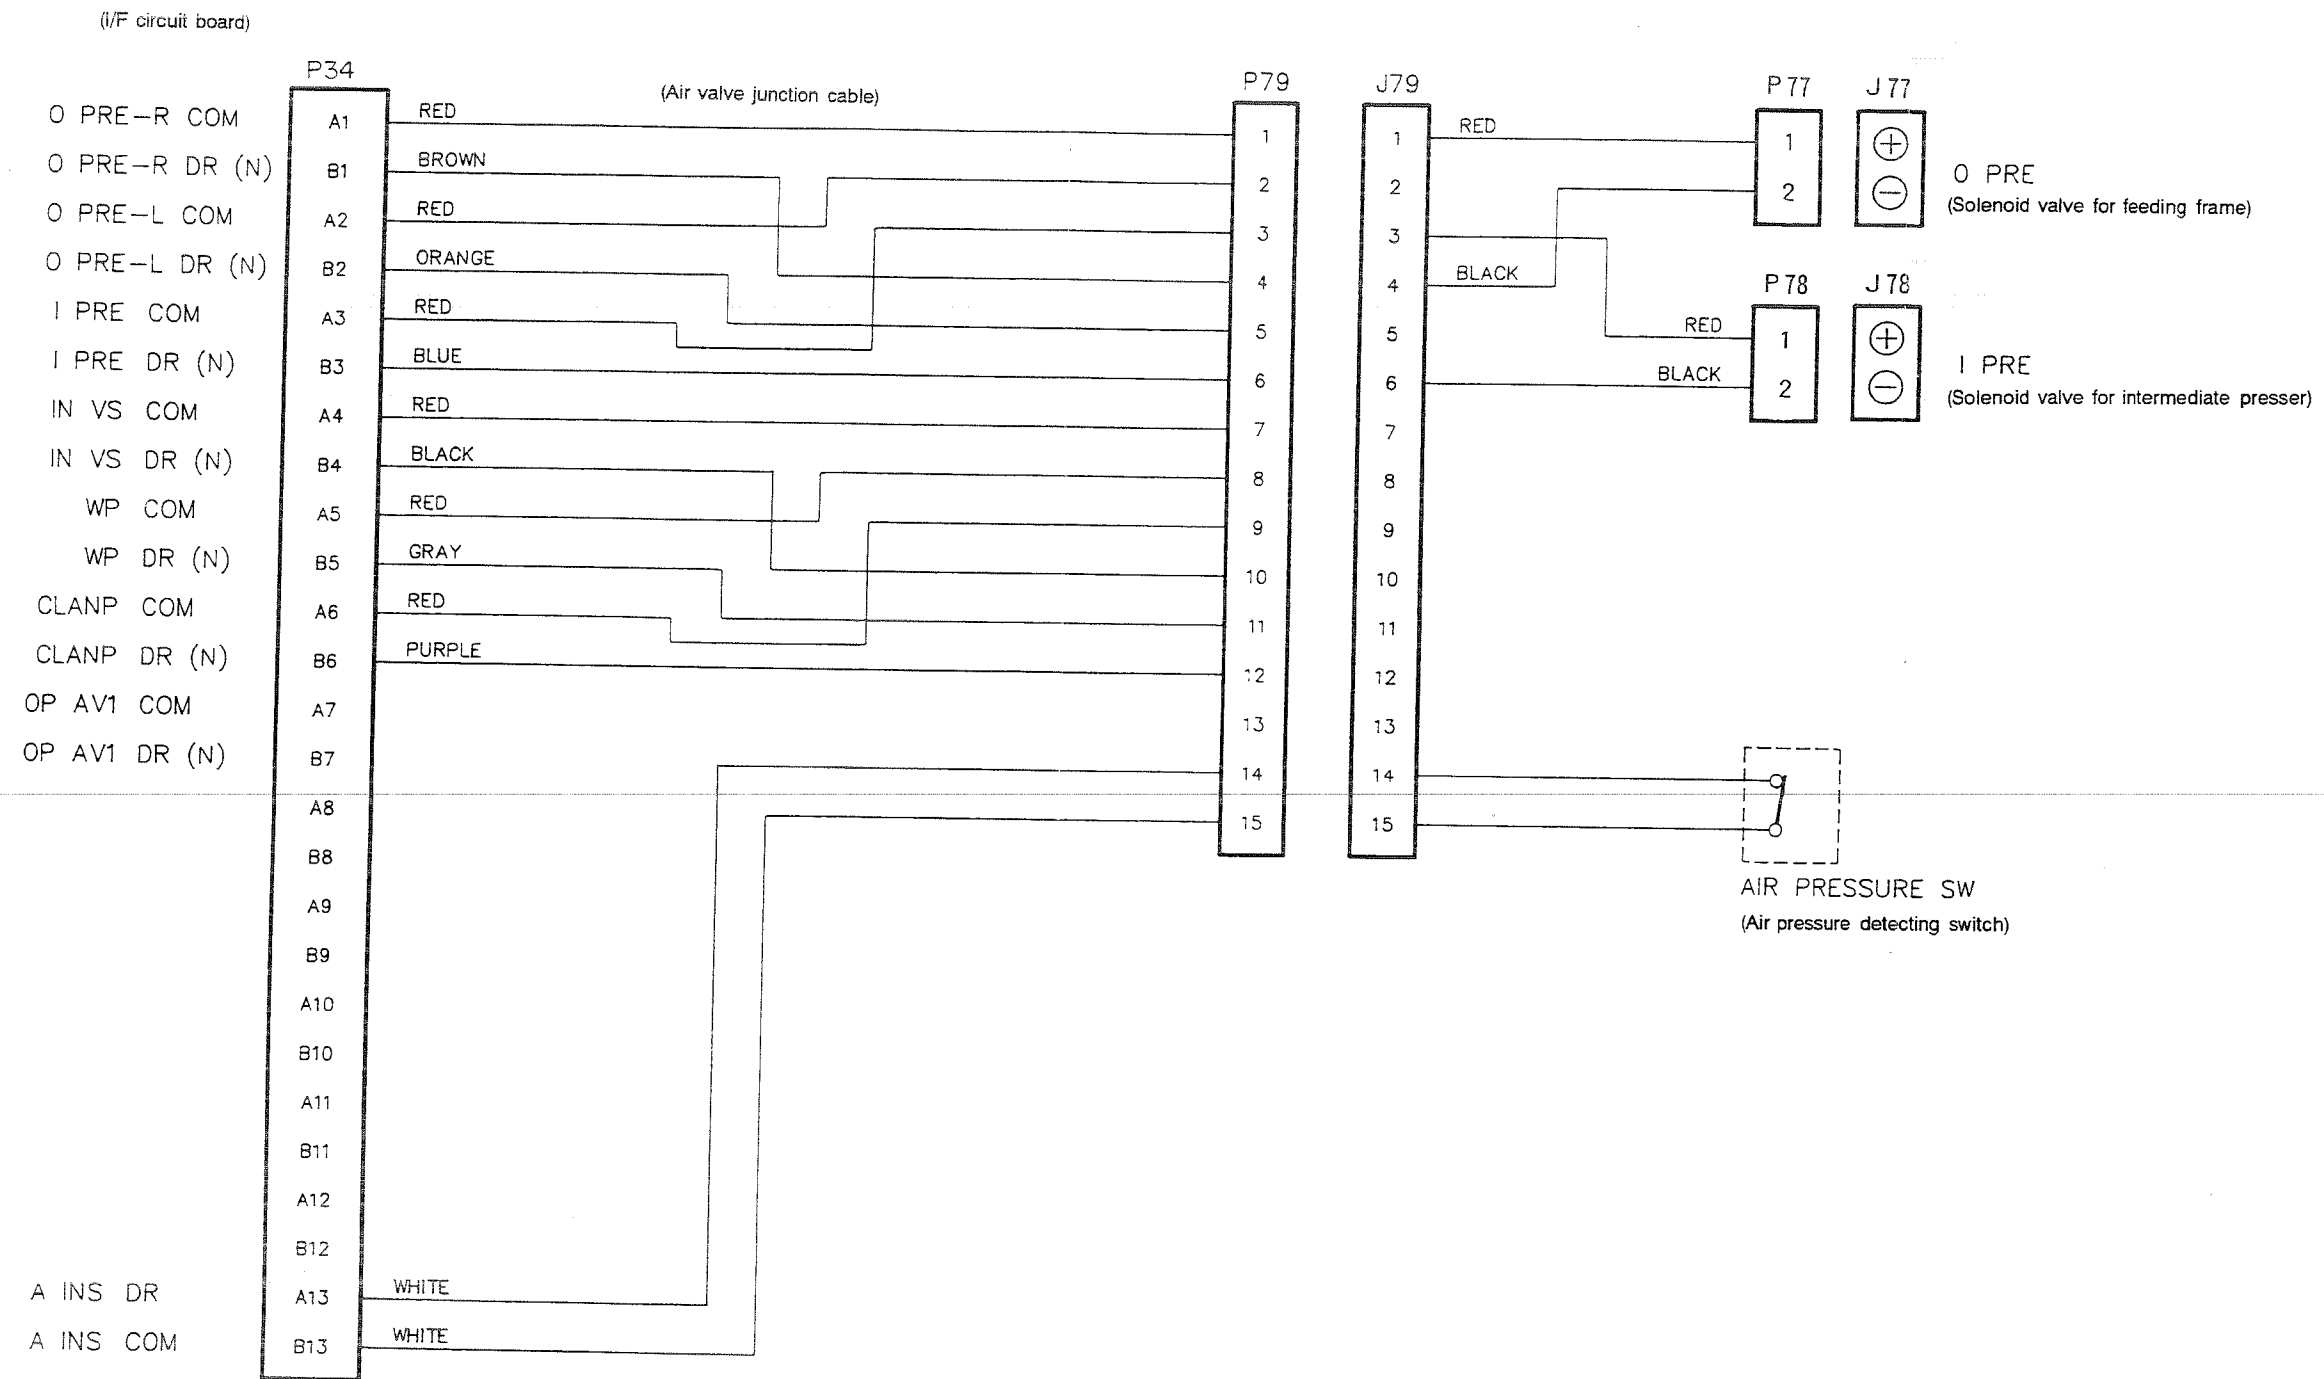 (I/F circuit board)
P34
(Air valve junction cable)
P79
J79
P77
J77
O PRE-R COM
A1
RED
O PRE-R DR (N)
B1
BROWN
O PRE-L COM
A2
RED
O PRE-L DR (N)
B2
ORANGE
I PRE COM
A3
RED
I PRE DR (N)
B3
BLUE
IN VS COM
A4
RED
IN VS DR (N)
B4
BLACK
WP COM
A5
RED
WP DR (N)
B5
GRAY
CLANP COM
A6
RED
CLANP DR (N)
B6
PURPLE
OP AV1 COM
A7
OP AV1 DR (N)
B7
A8
B8
A9
B9
A10
B10
A11
B11
A12
B12
A INS DR
A13
WHITE
A INS COM
B13
WHITE
1
2
3
4
5
6
7
8
9
10
11
12
13
14
15
1
2
3
4
5
6
7
8
9
10
11
12
13
14
15
RED
BLACK
1
2
+
−
O PRE
(Solenoid valve for feeding frame)
P78
J78
RED
BLACK
1
2
+
−
I PRE
(Solenoid valve for intermediate presser)
AIR PRESSURE SW
(Air pressure detecting switch)